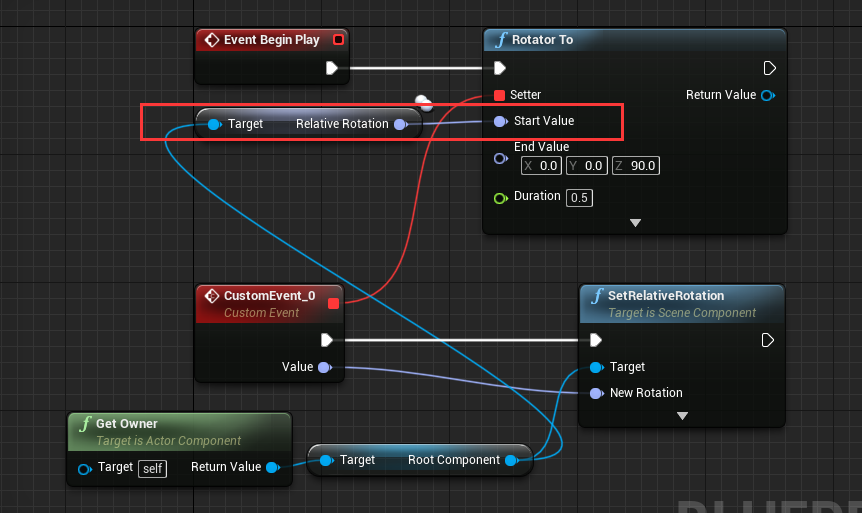 Event Begin Play
Rotator To
Setter
Return Value
Target Relative Rotation
Start Value
End Value
X 0.0 Y 0.0 Z 90.0
Duration 0.5
CustomEvent_0
Custom Event
Value
SetRelativeRotation
Target is Scene Component
Target
New Rotation
Get Owner
Target is Actor Component
Target self Return Value
Target Root Component